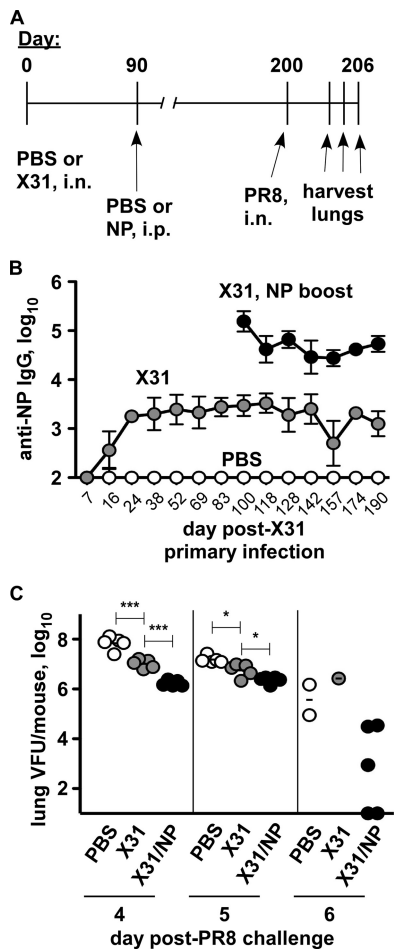 A
Day:
0 90 200 206
PBS or
X31, i.n.
PBS or
NP, i.p.
PR8,
i.n.
harvest
lungs
B
anti-NP IgG, log10
6
5
4
3
2
X31, NP boost
X31
PBS
7 16 24 38 52 69 83 100 118 128 142 157 174 190
day post-X31
primary infection
C
lung VFU/mouse, log10
8
6
4
2
*** *** * *
PBS X31 X31/NP PBS X31 X31/NP PBS X31 X31/NP
4 5 6
day post-PR8 challenge